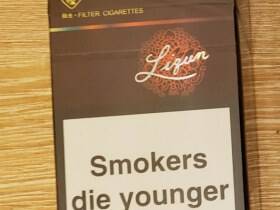 FILTER CIGARETTES
Liqun
Smokers
die younger